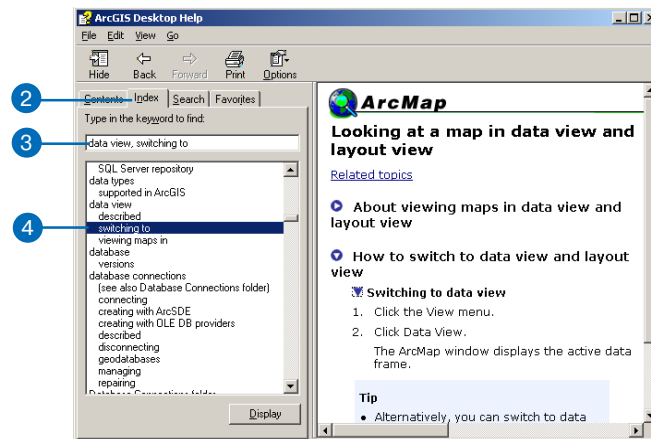 ArcGIS Desktop Help
File Edit View Go
Hide Back Forward Print Options
2
Contents Index Search Favorites
Type in the keyword to find:
3
data view, switching to
SQL Server repository
data types
supported in ArcGIS
data view
described
4
switching to
viewing maps in
database
versions
database connections
(see also Database Connections folder)
connecting
creating with ArcSDE
creating with OLE DB providers
described
disconnecting
geodatabases
managing
repairing
Database Connections folder
Display
ArcMap
Looking at a map in data view and
layout view
Related topics
About viewing maps in data view and
layout view
How to switch to data view and layout
view
Switching to data view
1. Click the View menu.
2. Click Data View.
The ArcMap window displays the active data
frame.
Tip
• Alternatively, you can switch to data